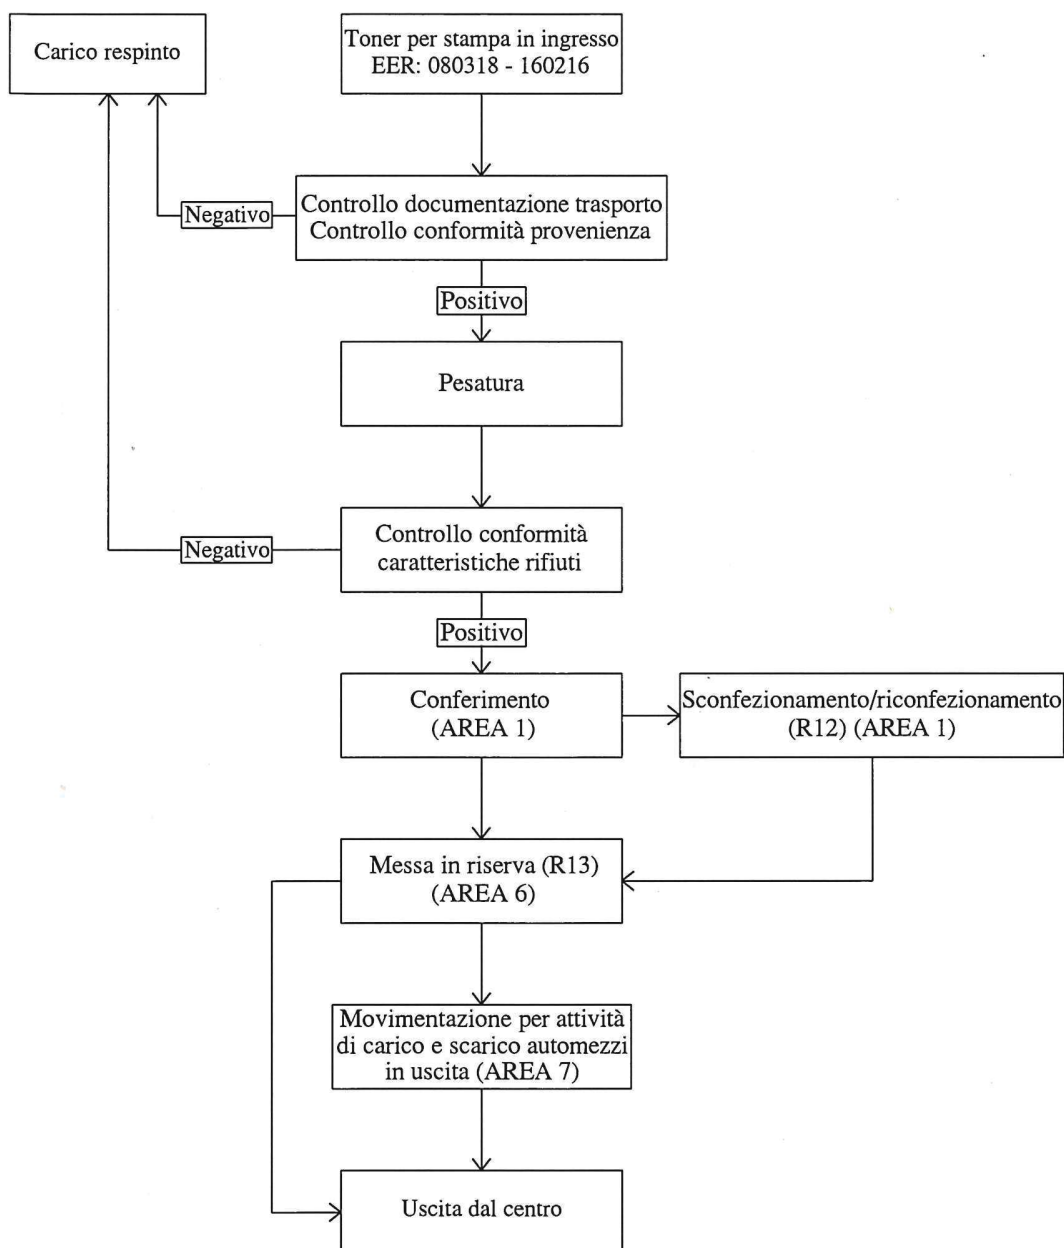 Carico respinto
Toner per stampa in ingresso
EER: 080318 - 160216
Negativo
Controllo documentazione trasporto
Controllo conformità provenienza
Positivo
Pesatura
Negativo
Controllo conformità
caratteristiche rifiuti
Positivo
Conferimento
(AREA 1)
Sconfezionamento/riconfezionamento
(R12) (AREA 1)
Messa in riserva (R13)
(AREA 6)
Movimentazione per attività
di carico e scarico automezzi
in uscita (AREA 7)
Uscita dal centro